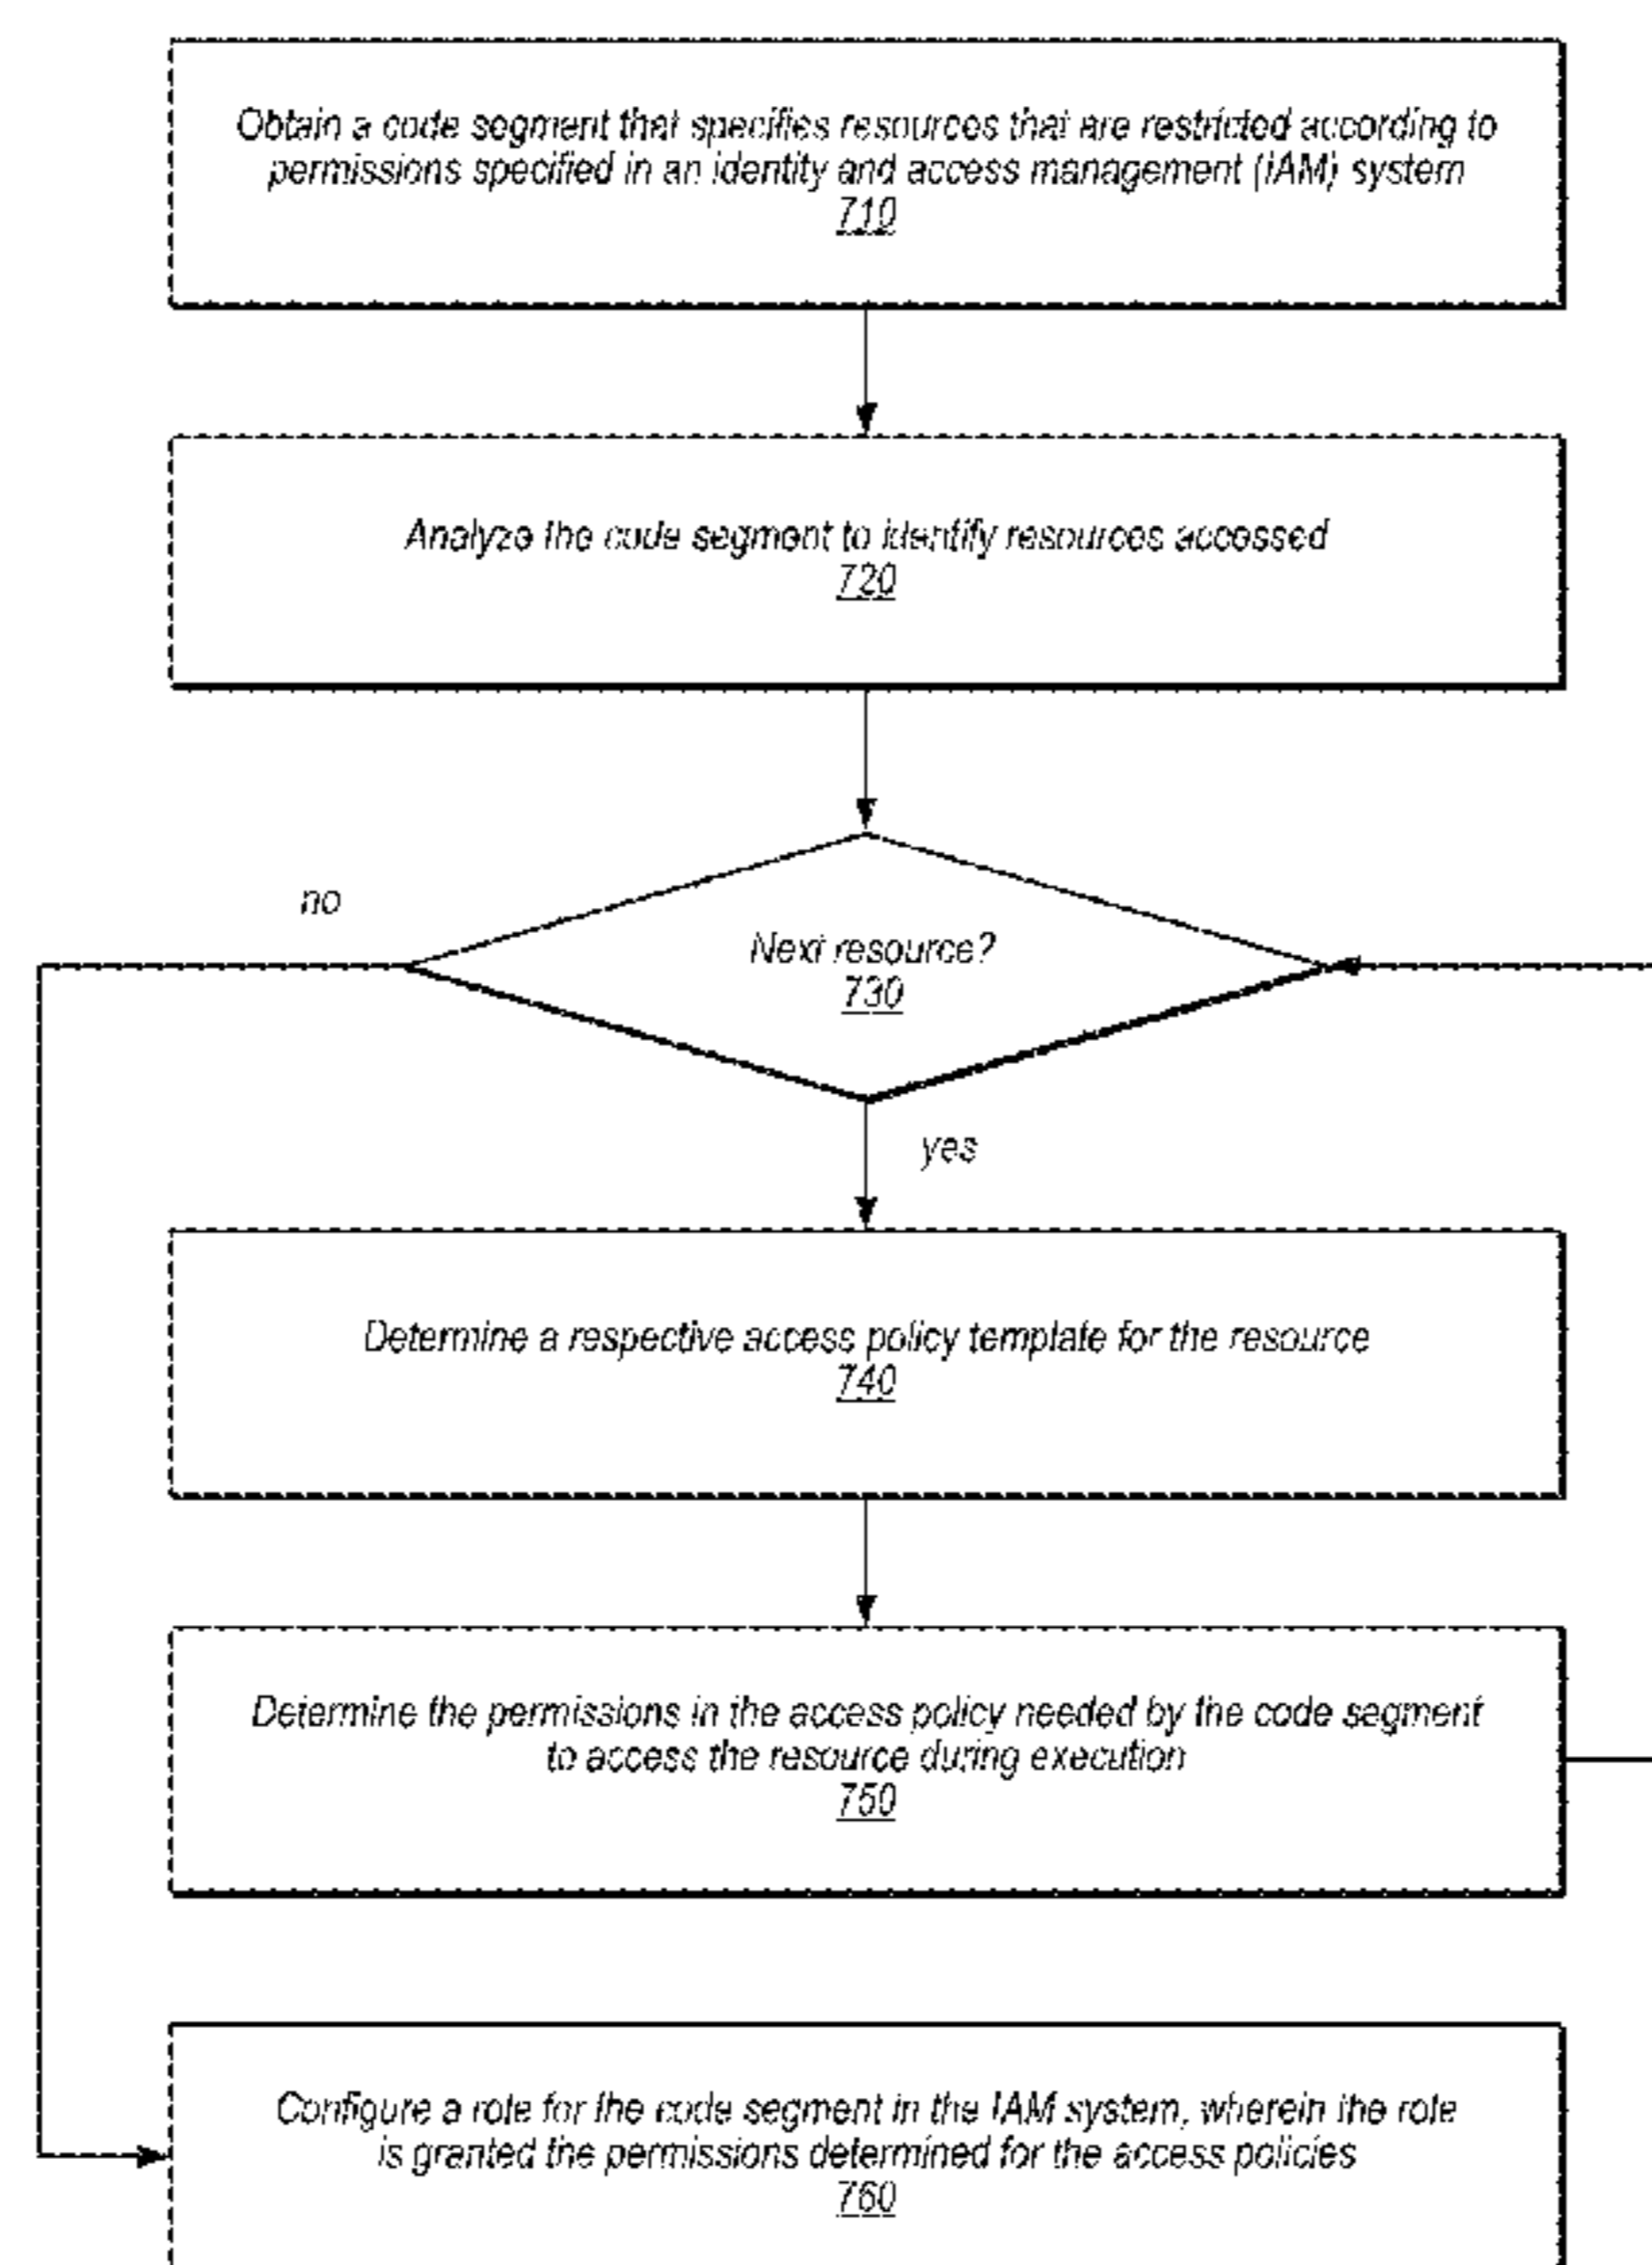 Obtain a code segment that specifies resources that are restricted according to
permissions specified in an identity and access management (IAM) system
710
Analyze the code segment to identify resources accessed
720
no
Next resource?
730
yes
Determine a respective access policy template for the resource
740
Determine the permissions in the access policy needed by the code segment
to access the resource during execution
750
Configure a role for the code segment in the IAM system, wherein the role
is granted the permissions determined for the access policies
760